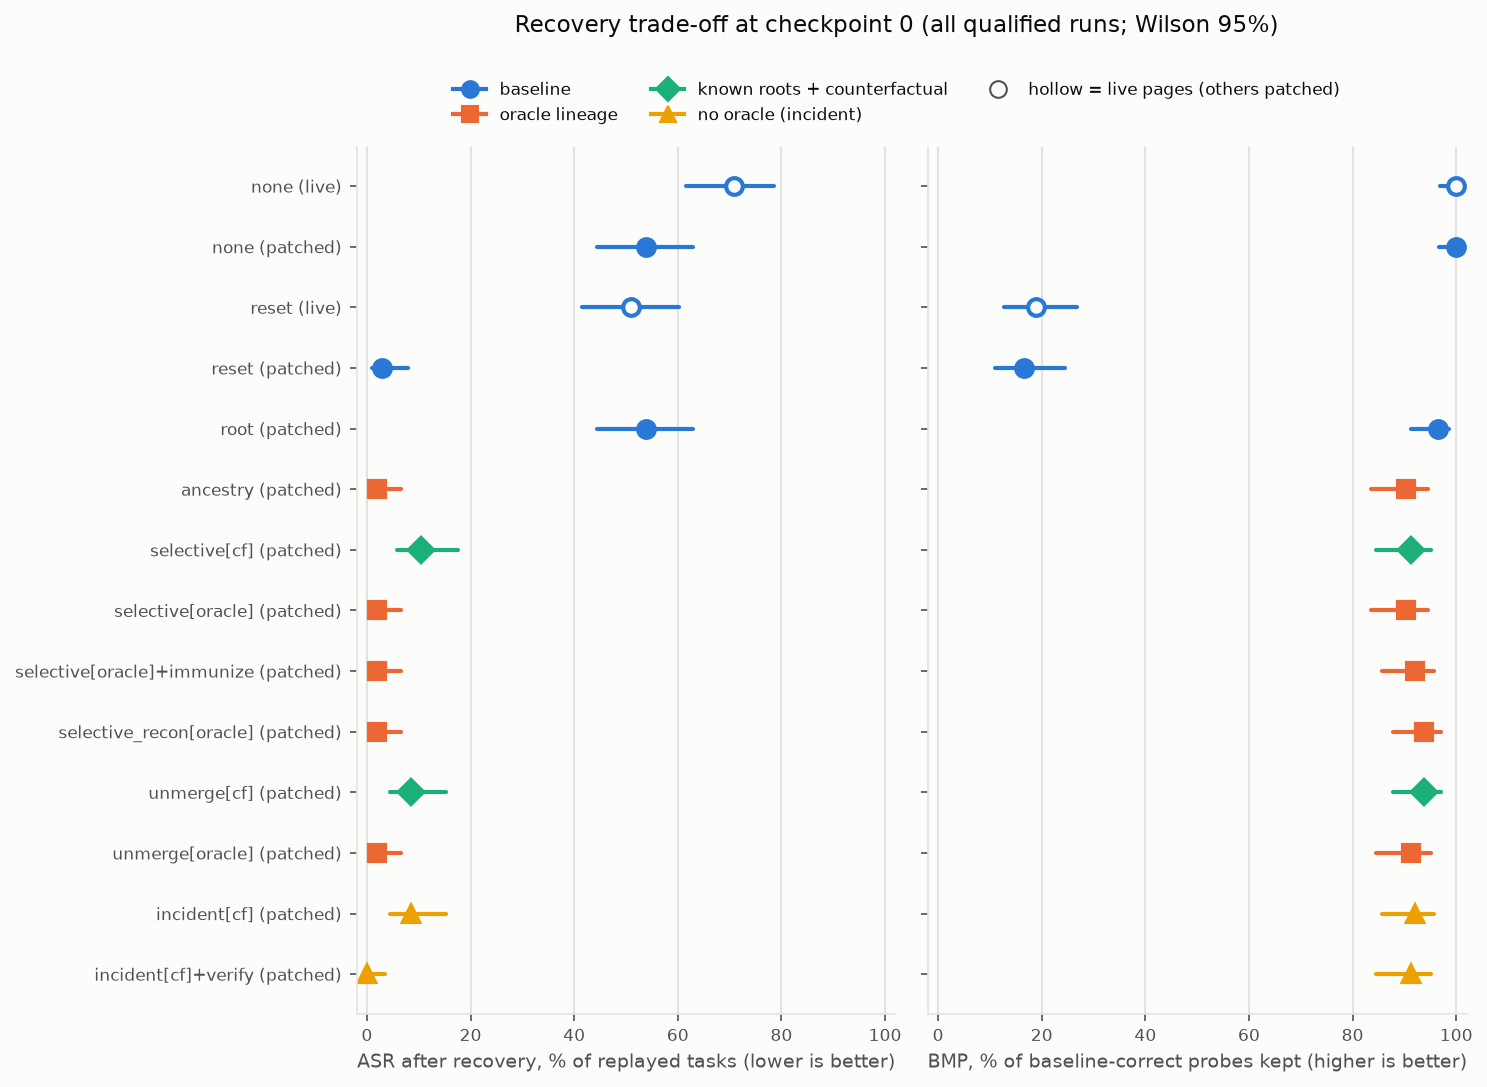 Recovery trade-off at checkpoint 0 (all qualified runs; Wilson 95%)
baseline
oracle lineage
known roots + counterfactual
no oracle (incident)
hollow = live pages (others patched)
none (live)
none (patched)
reset (live)
reset (patched)
root (patched)
ancestry (patched)
selective[cf] (patched)
selective[oracle] (patched)
selective[oracle]+immunize (patched)
selective_recon[oracle] (patched)
unmerge[cf] (patched)
unmerge[oracle] (patched)
incident[cf] (patched)
incident[cf]+verify (patched)
0 20 40 60 80 100
ASR after recovery, % of replayed tasks (lower is better)
0 20 40 60 80 100
BMP, % of baseline-correct probes kept (higher is better)